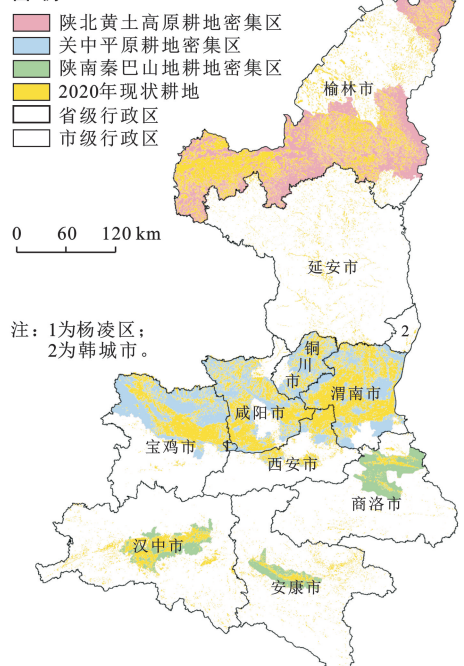 陕北黄土高原耕地密集区
关中平原耕地密集区
陕南秦巴山地耕地密集区
2020年现状耕地
省级行政区
市级行政区
0 60 120 km
注：1为杨凌区；
2为韩城市。
榆林市
延安市
2
铜川市
渭南市
咸阳市
宝鸡市
1
西安市
商洛市
汉中市
安康市